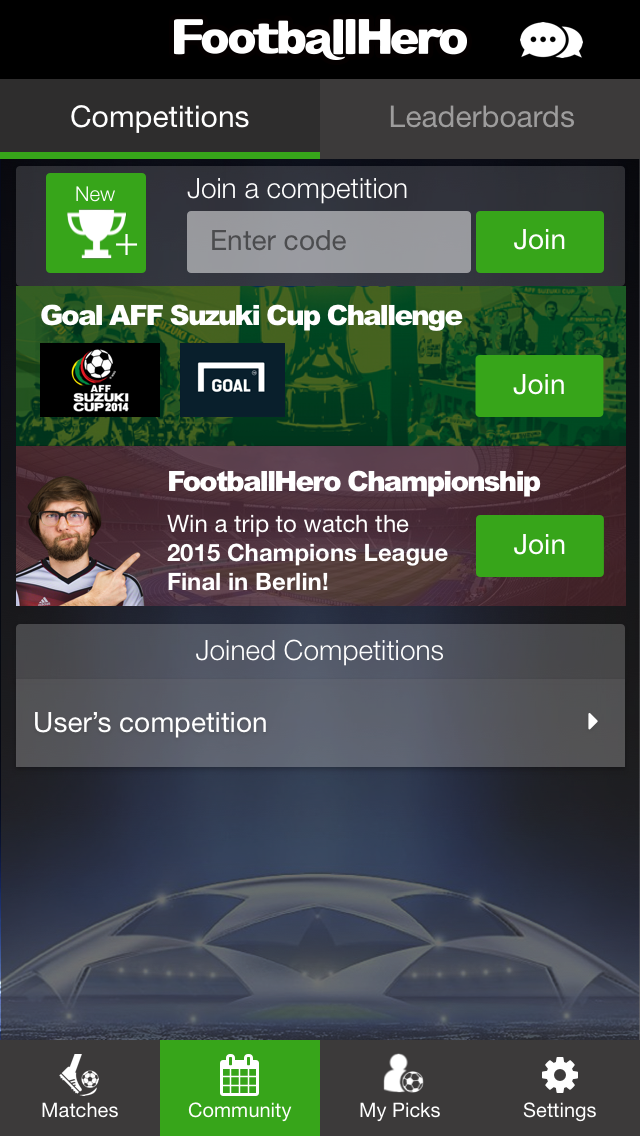 FootballHero
Competitions
Leaderboards
New
Join a competition
Enter code
Join
Goal AFF Suzuki Cup Challenge
AFF
SUZUKI
CUP 2014
GOAL
Join
FootballHero Championship
Win a trip to watch the
2015 Champions League
Final in Berlin!
Join
Joined Competitions
User's competition
Matches
Community
My Picks
Settings